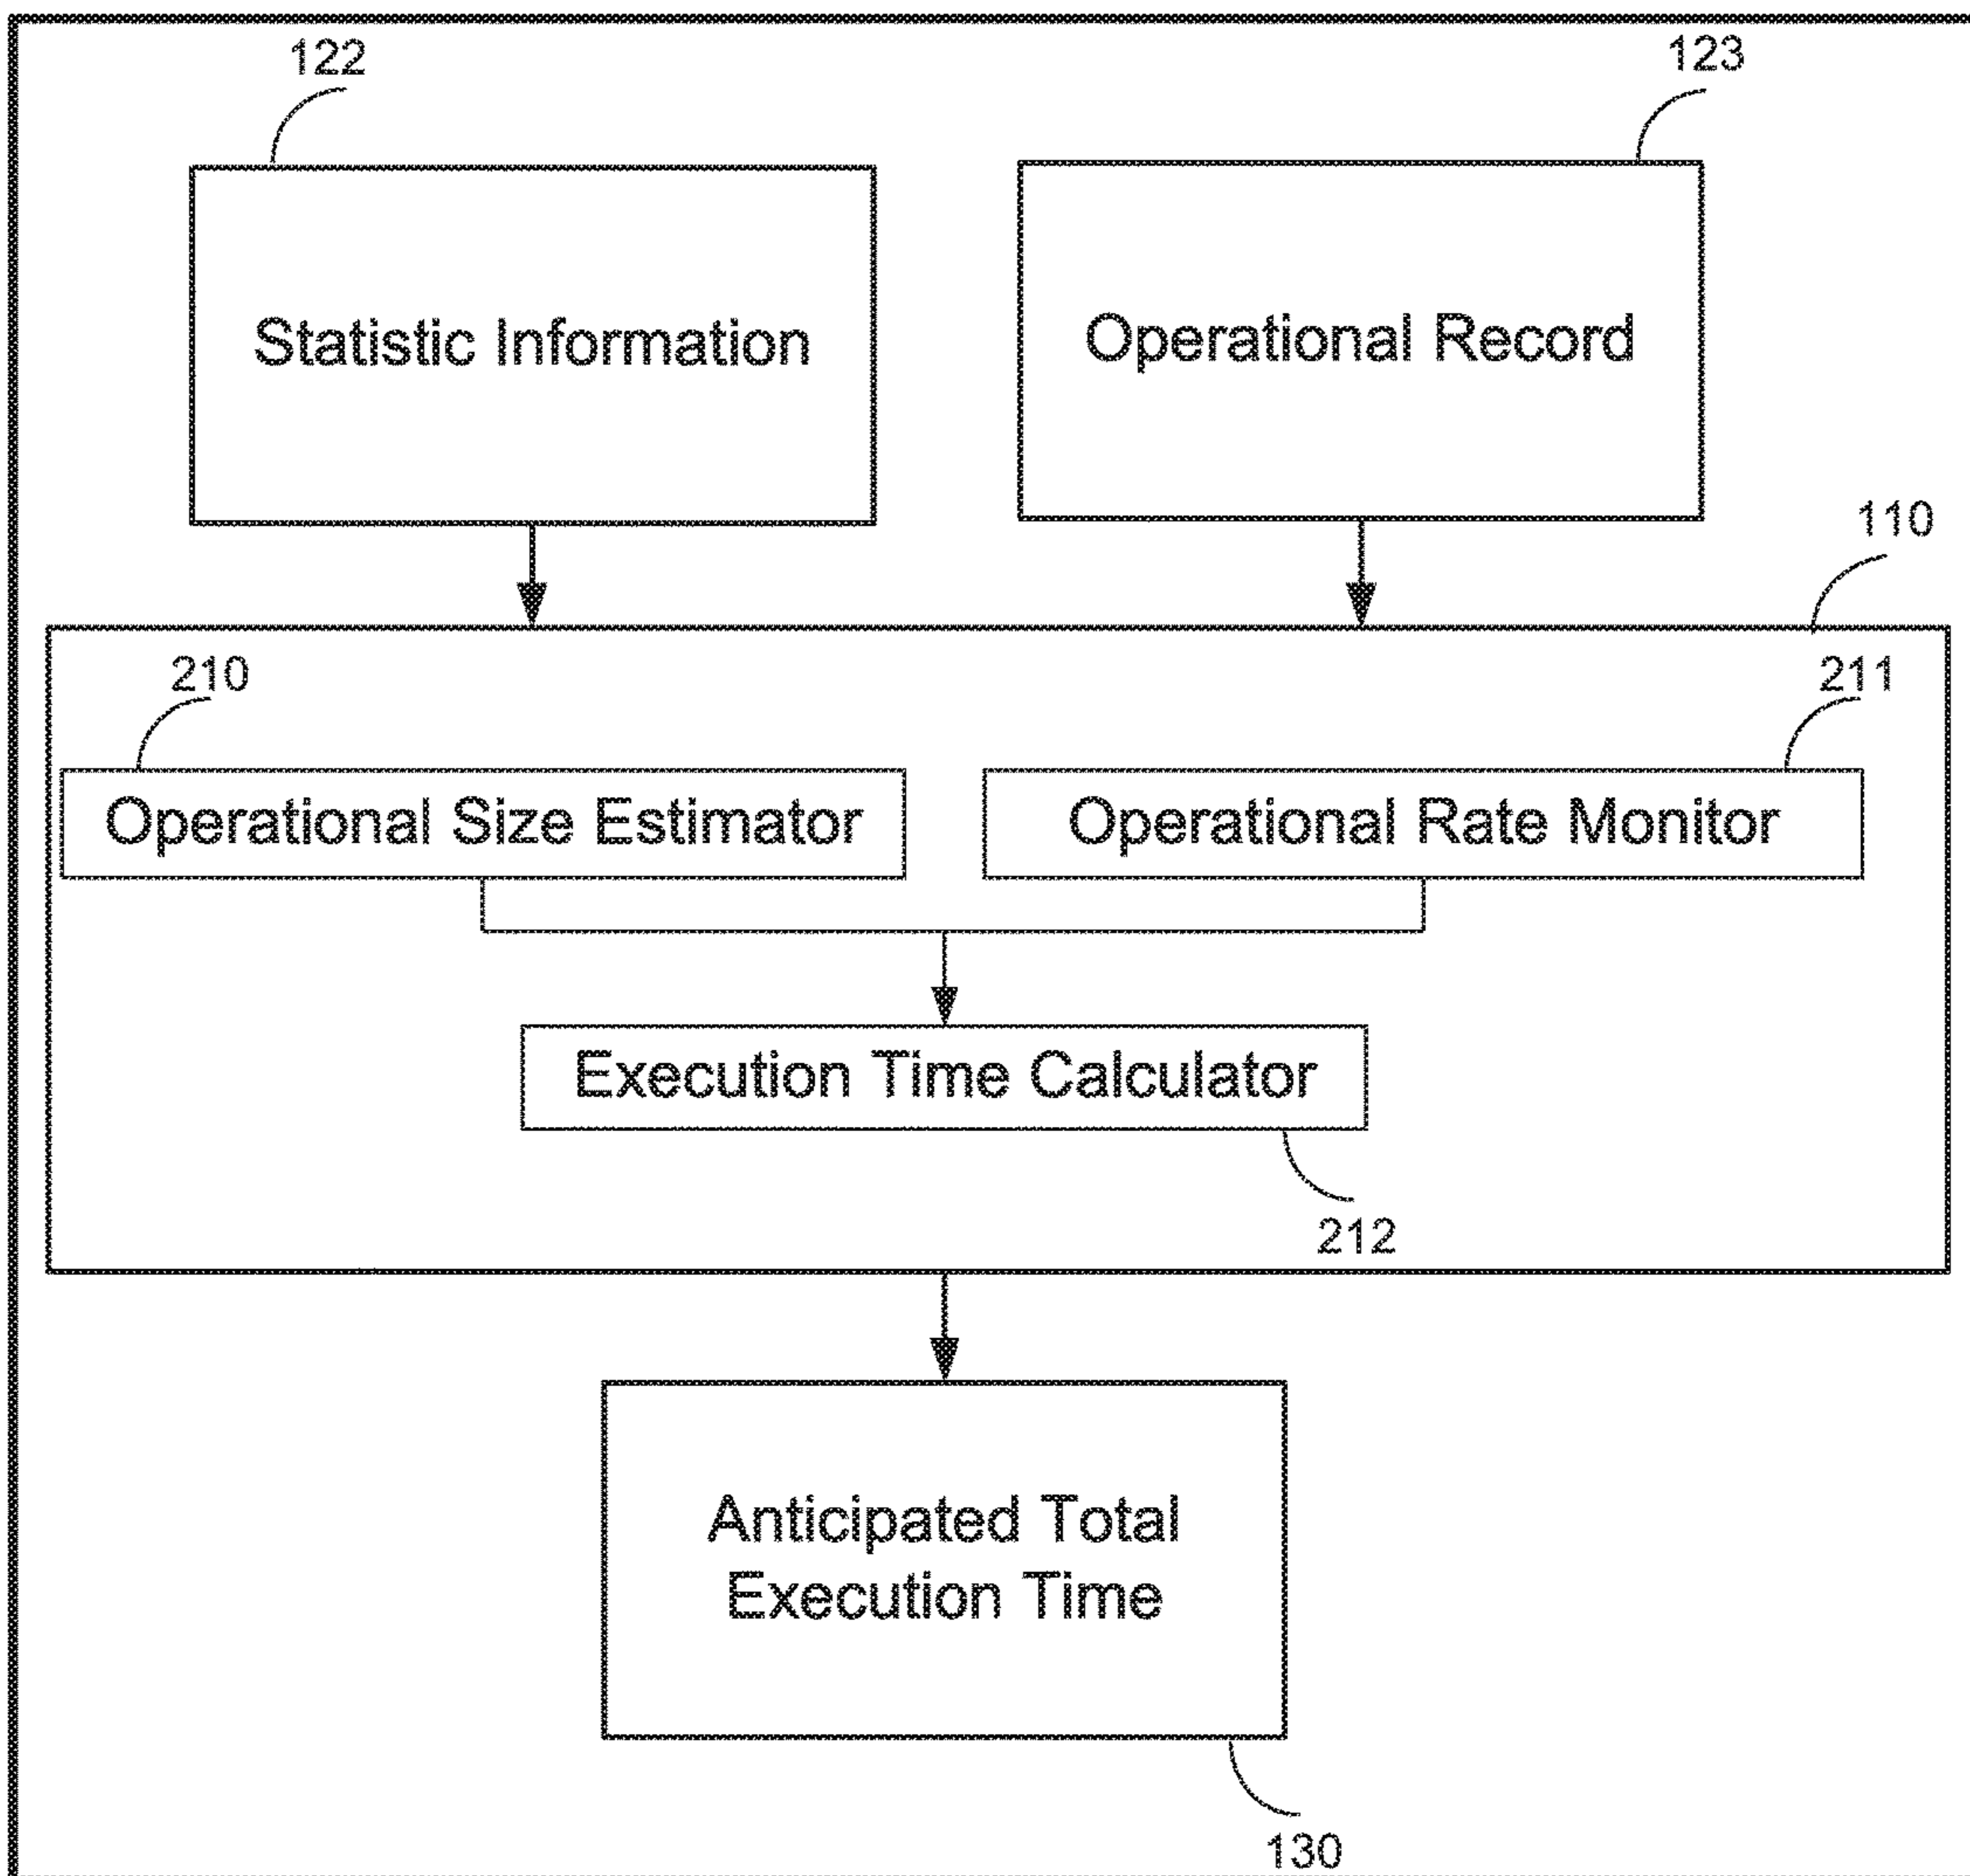 122
123
Statistic Information
Operational Record
110
210
211
Operational Size Estimator
Operational Rate Monitor
Execution Time Calculator
212
Anticipated Total
Execution Time
130